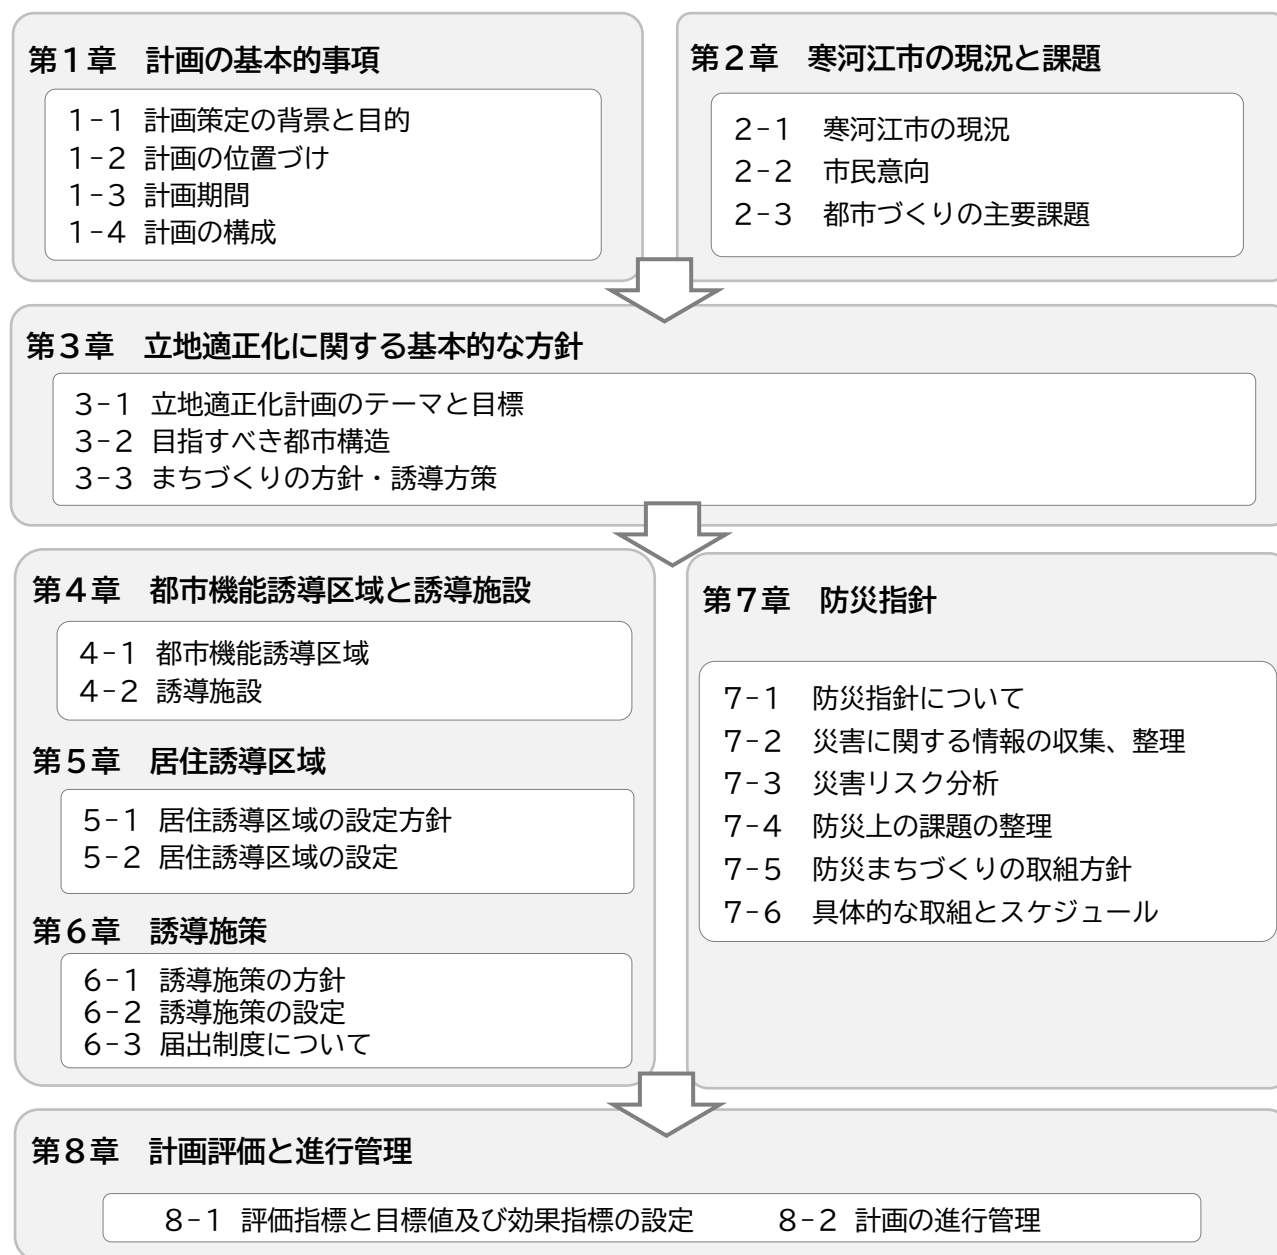 第1章　計画の基本的事項
1-1 計画策定の背景と目的
1-2 計画の位置づけ
1-3 計画期間
1-4 計画の構成
第2章　寒河江市の現況と課題
2-1　寒河江市の現況
2-2　市民意向
2-3　都市づくりの主要課題
第3章　立地適正化に関する基本的な方針
3-1 立地適正化計画のテーマと目標
3-2 目指すべき都市構造
3-3 まちづくりの方針・誘導方策
第4章　都市機能誘導区域と誘導施設
4-1 都市機能誘導区域
4-2 誘導施設
第5章　居住誘導区域
5-1 居住誘導区域の設定方針
5-2 居住誘導区域の設定
第6章　誘導施策
6-1 誘導施策の方針
6-2 誘導施策の設定
6-3 届出制度について
第7章　防災指針
7-1　防災指針について
7-2　災害に関する情報の収集、整理
7-3　災害リスク分析
7-4　防災上の課題の整理
7-5　防災まちづくりの取組方針
7-6　具体的な取組とスケジュール
第8章　計画評価と進行管理
8-1 評価指標と目標値及び効果指標の設定　8-2 計画の進行管理